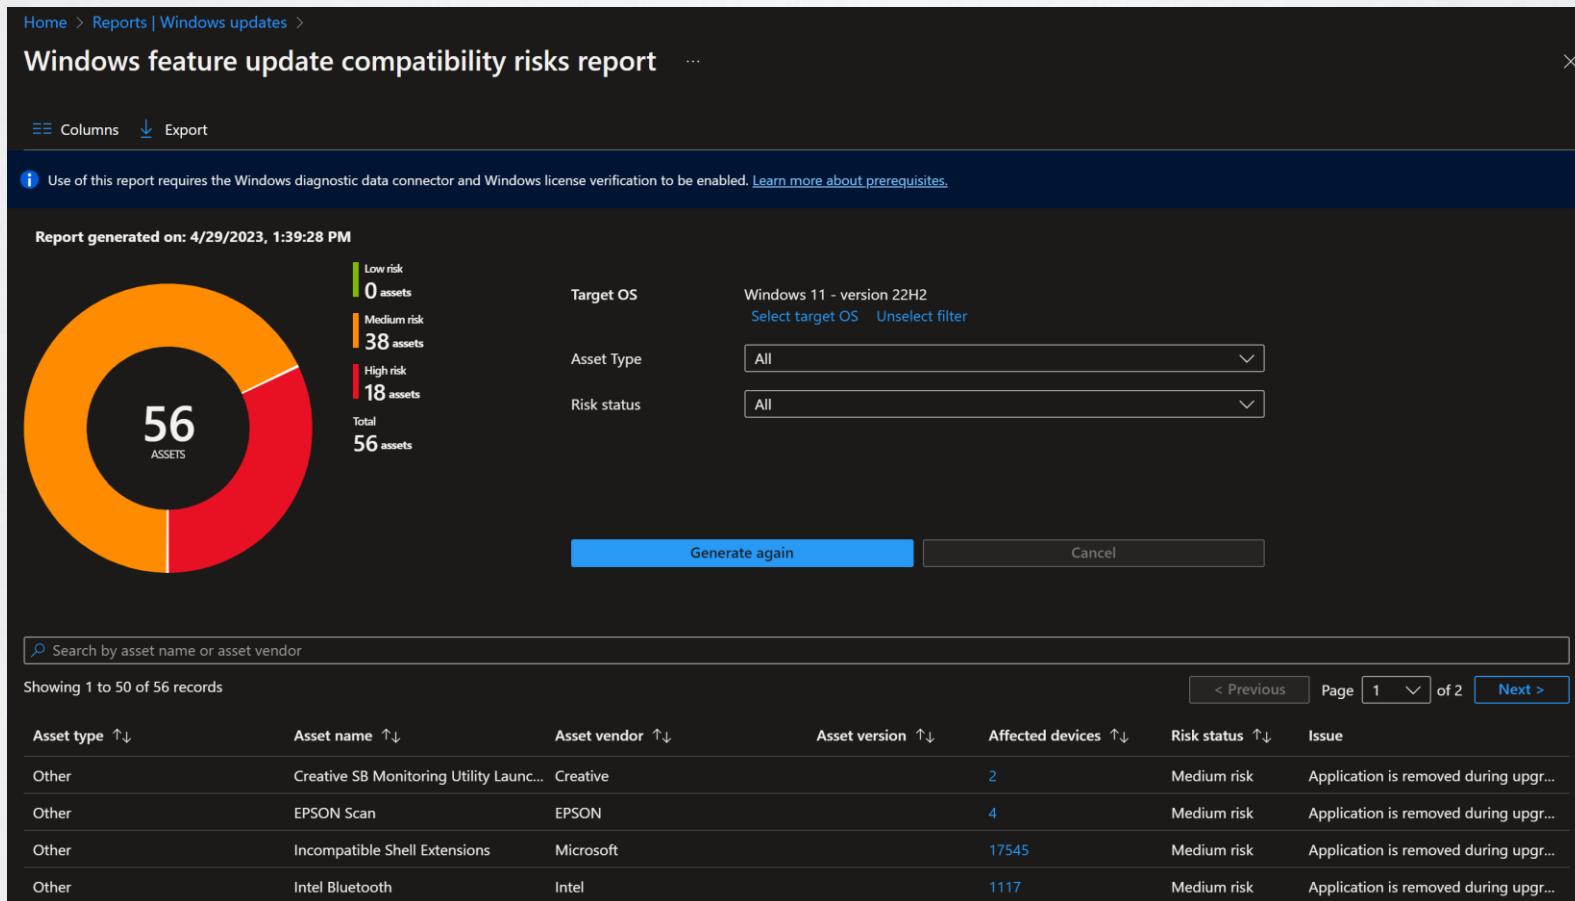 Home > Reports | Windows updates >
Windows feature update compatibility risks report ...
Columns Export
Use of this report requires the Windows diagnostic data connector and Windows license verification to be enabled. Learn more about prerequisites.
Report generated on: 4/29/2023, 1:39:28 PM
56
ASSETS
Low risk
0 assets
Medium risk
38 assets
High risk
18 assets
Total
56 assets
Target OS Windows 11 - version 22H2
Select target OS Unselect filter
Asset Type All
Risk status All
Generate again Cancel
Search by asset name or asset vendor
Showing 1 to 50 of 56 records < Previous Page 1 of 2 Next >
Asset type ↑↓ Asset name ↑↓ Asset vendor ↑↓ Asset version ↑↓ Affected devices ↑↓ Risk status ↑↓ Issue
Other Creative SB Monitoring Utility Launc... Creative 2 Medium risk Application is removed during upgr...
Other EPSON Scan EPSON 4 Medium risk Application is removed during upgr...
Other Incompatible Shell Extensions Microsoft 17545 Medium risk Application is removed during upgr...
Other Intel Bluetooth Intel 1117 Medium risk Application is removed during upgr...